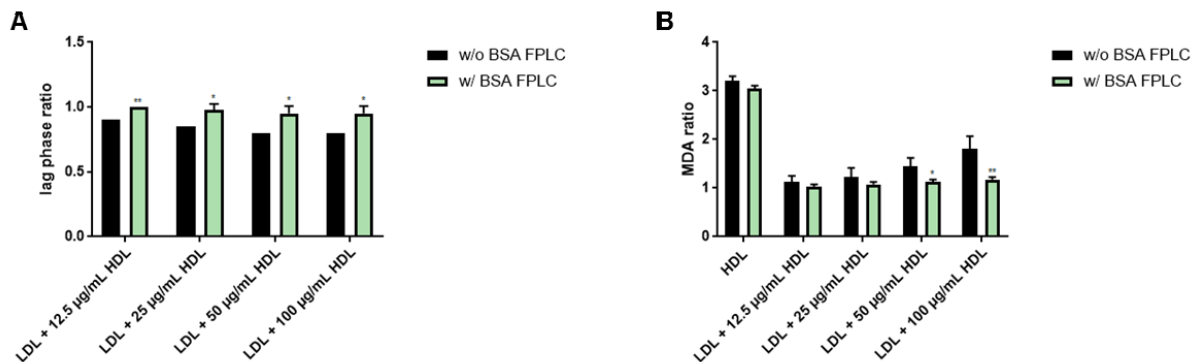 A
lag phase ratio
1.5
1.0
0.5
0.0
**
*
*
*
LDL + 12.5 µg/mL HDL
LDL + 25 µg/mL HDL
LDL + 50 µg/mL HDL
LDL + 100 µg/mL HDL
w/o BSA FPLC
w/ BSA FPLC
B
MDA ratio
4
3
2
1
0
*
**
HDL
LDL + 12.5 µg/mL HDL
LDL + 25 µg/mL HDL
LDL + 50 µg/mL HDL
LDL + 100 µg/mL HDL
w/o BSA FPLC
w/ BSA FPLC